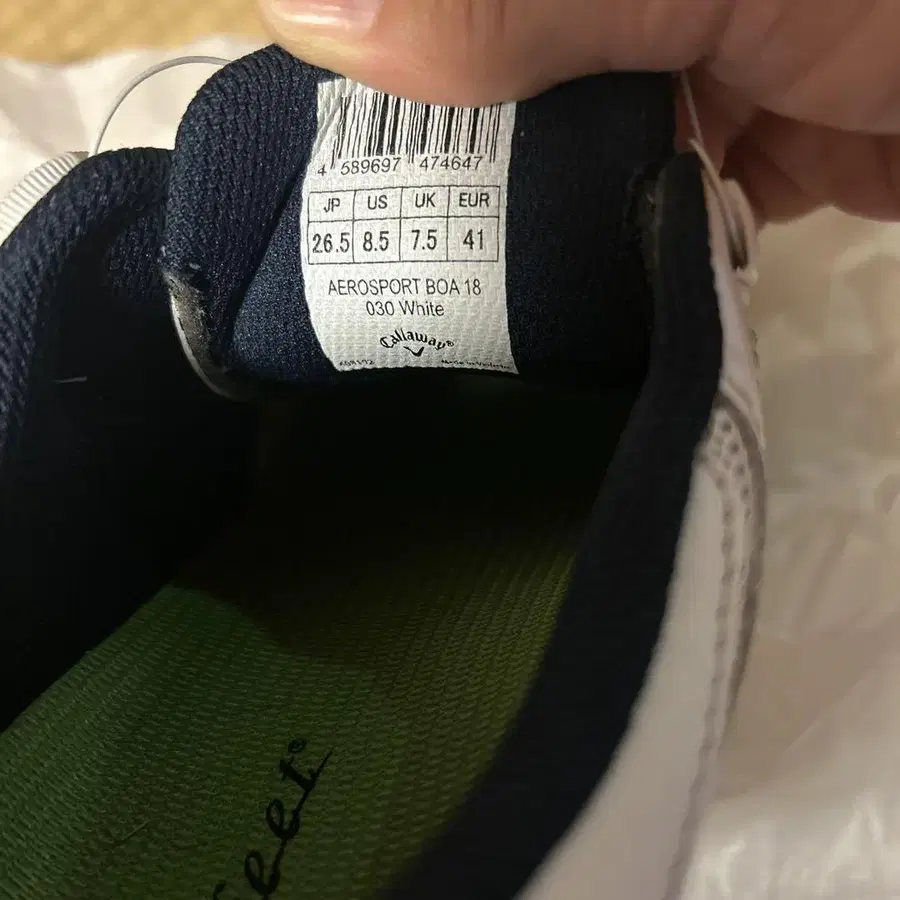 4 589697 474647
JP US UK EUR
26.5 8.5 7.5 41
AEROSPORT BOA 18
030 White
Callaway®